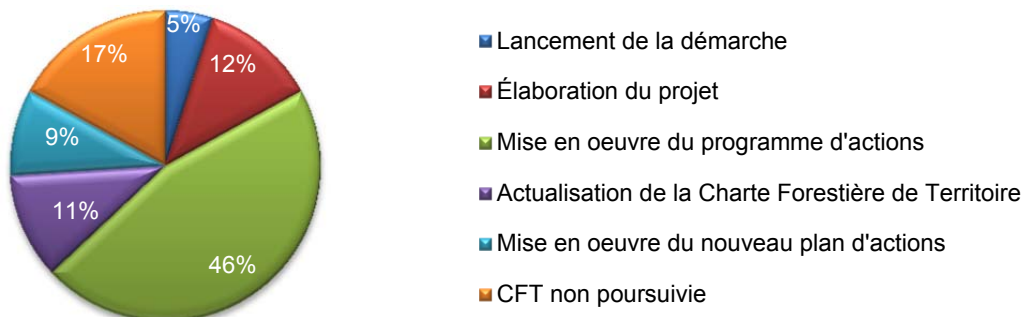 5%
12%
46%
11%
9%
17%
Lancement de la démarche
Élaboration du projet
Mise en oeuvre du programme d'actions
Actualisation de la Charte Forestière de Territoire
Mise en oeuvre du nouveau plan d'actions
CFT non poursuivie